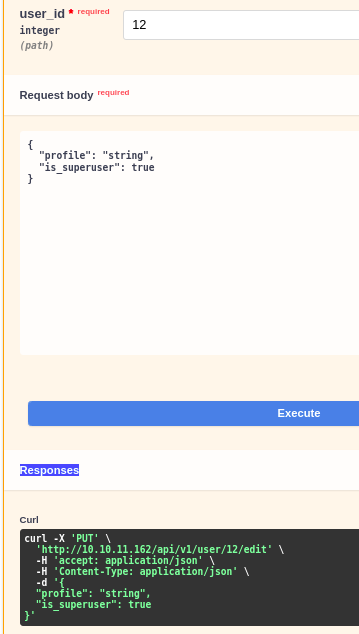 user_id * required
integer
(path)
12
Request body required
{
  "profile": "string",
  "is_superuser": true
}
Execute
Responses
Curl
curl -X 'PUT' \
  'http://10.10.11.162/api/v1/user/12/edit' \
  -H 'accept: application/json' \
  -H 'Content-Type: application/json' \
  -d '{
  "profile": "string",
  "is_superuser": true
}'